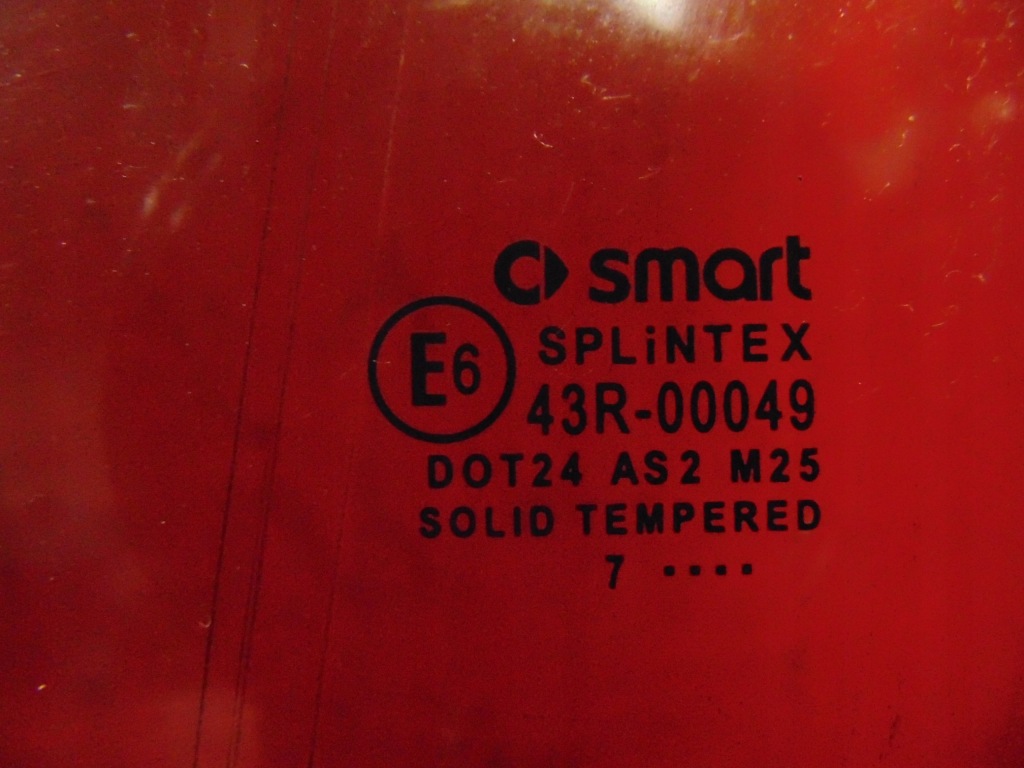 smart
SPLiNTEX
E6
43R-00049
DOT24 AS2 M25
SOLID TEMPERED
7 ....